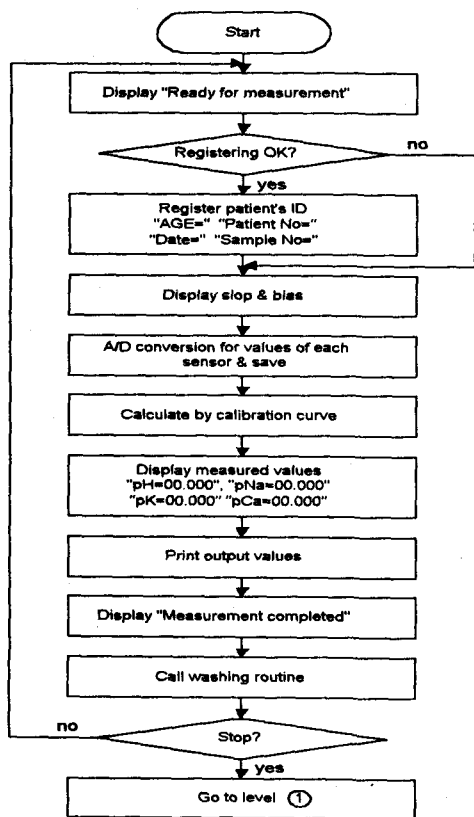 Start
Display "Ready for measurement"
Registering OK?
no
yes
Register patient's ID
"AGE=" "Patient No="
"Date=" "Sample No="
Display slop & bias
A/D conversion for values of each
sensor & save
Calculate by calibration curve
Display measured values
"pH=00.000", "pNa=00.000"
"pK=00.000" "pCa=00.000"
Print output values
Display "Measurement completed"
Call washing routine
no
Stop?
yes
Go to level ①